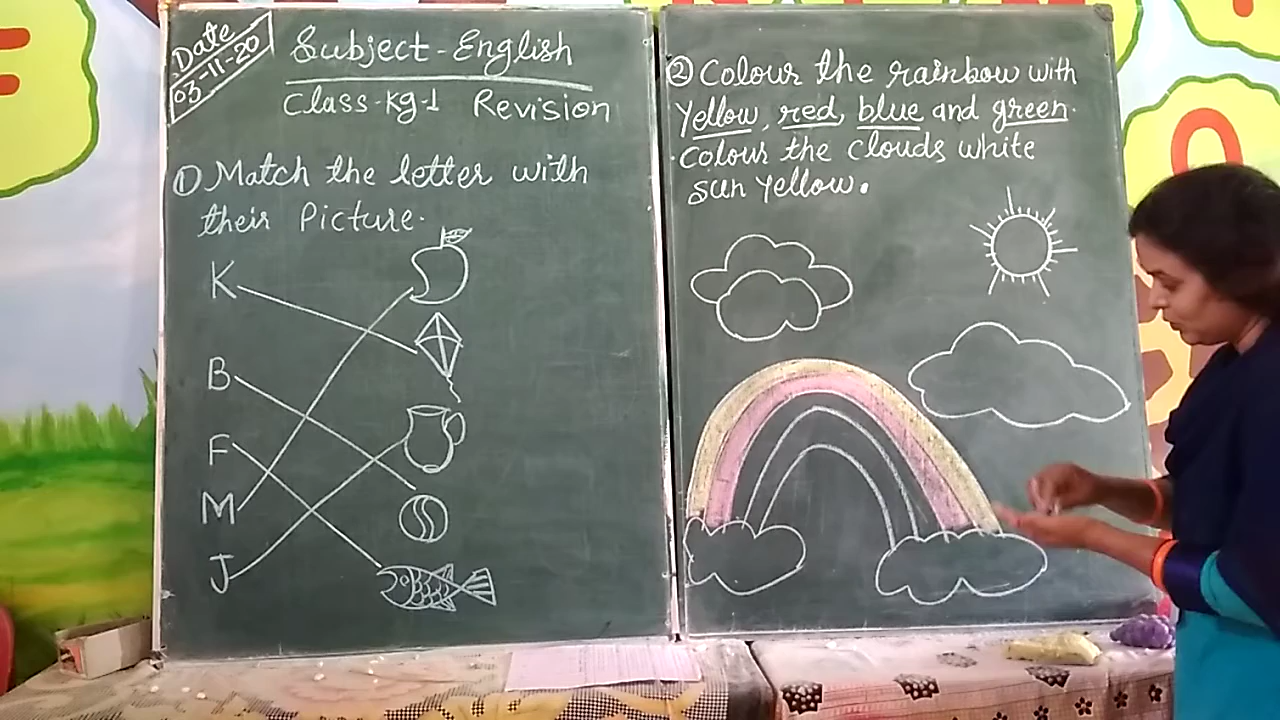 Date
03-11-20
Subject - English
Class - Kg-1 Revision
① Match the letter with
their Picture.
K
B
F
M
J
② Colour the rainbow with
Yellow, red, blue and green.
Colour the clouds white
sun yellow.